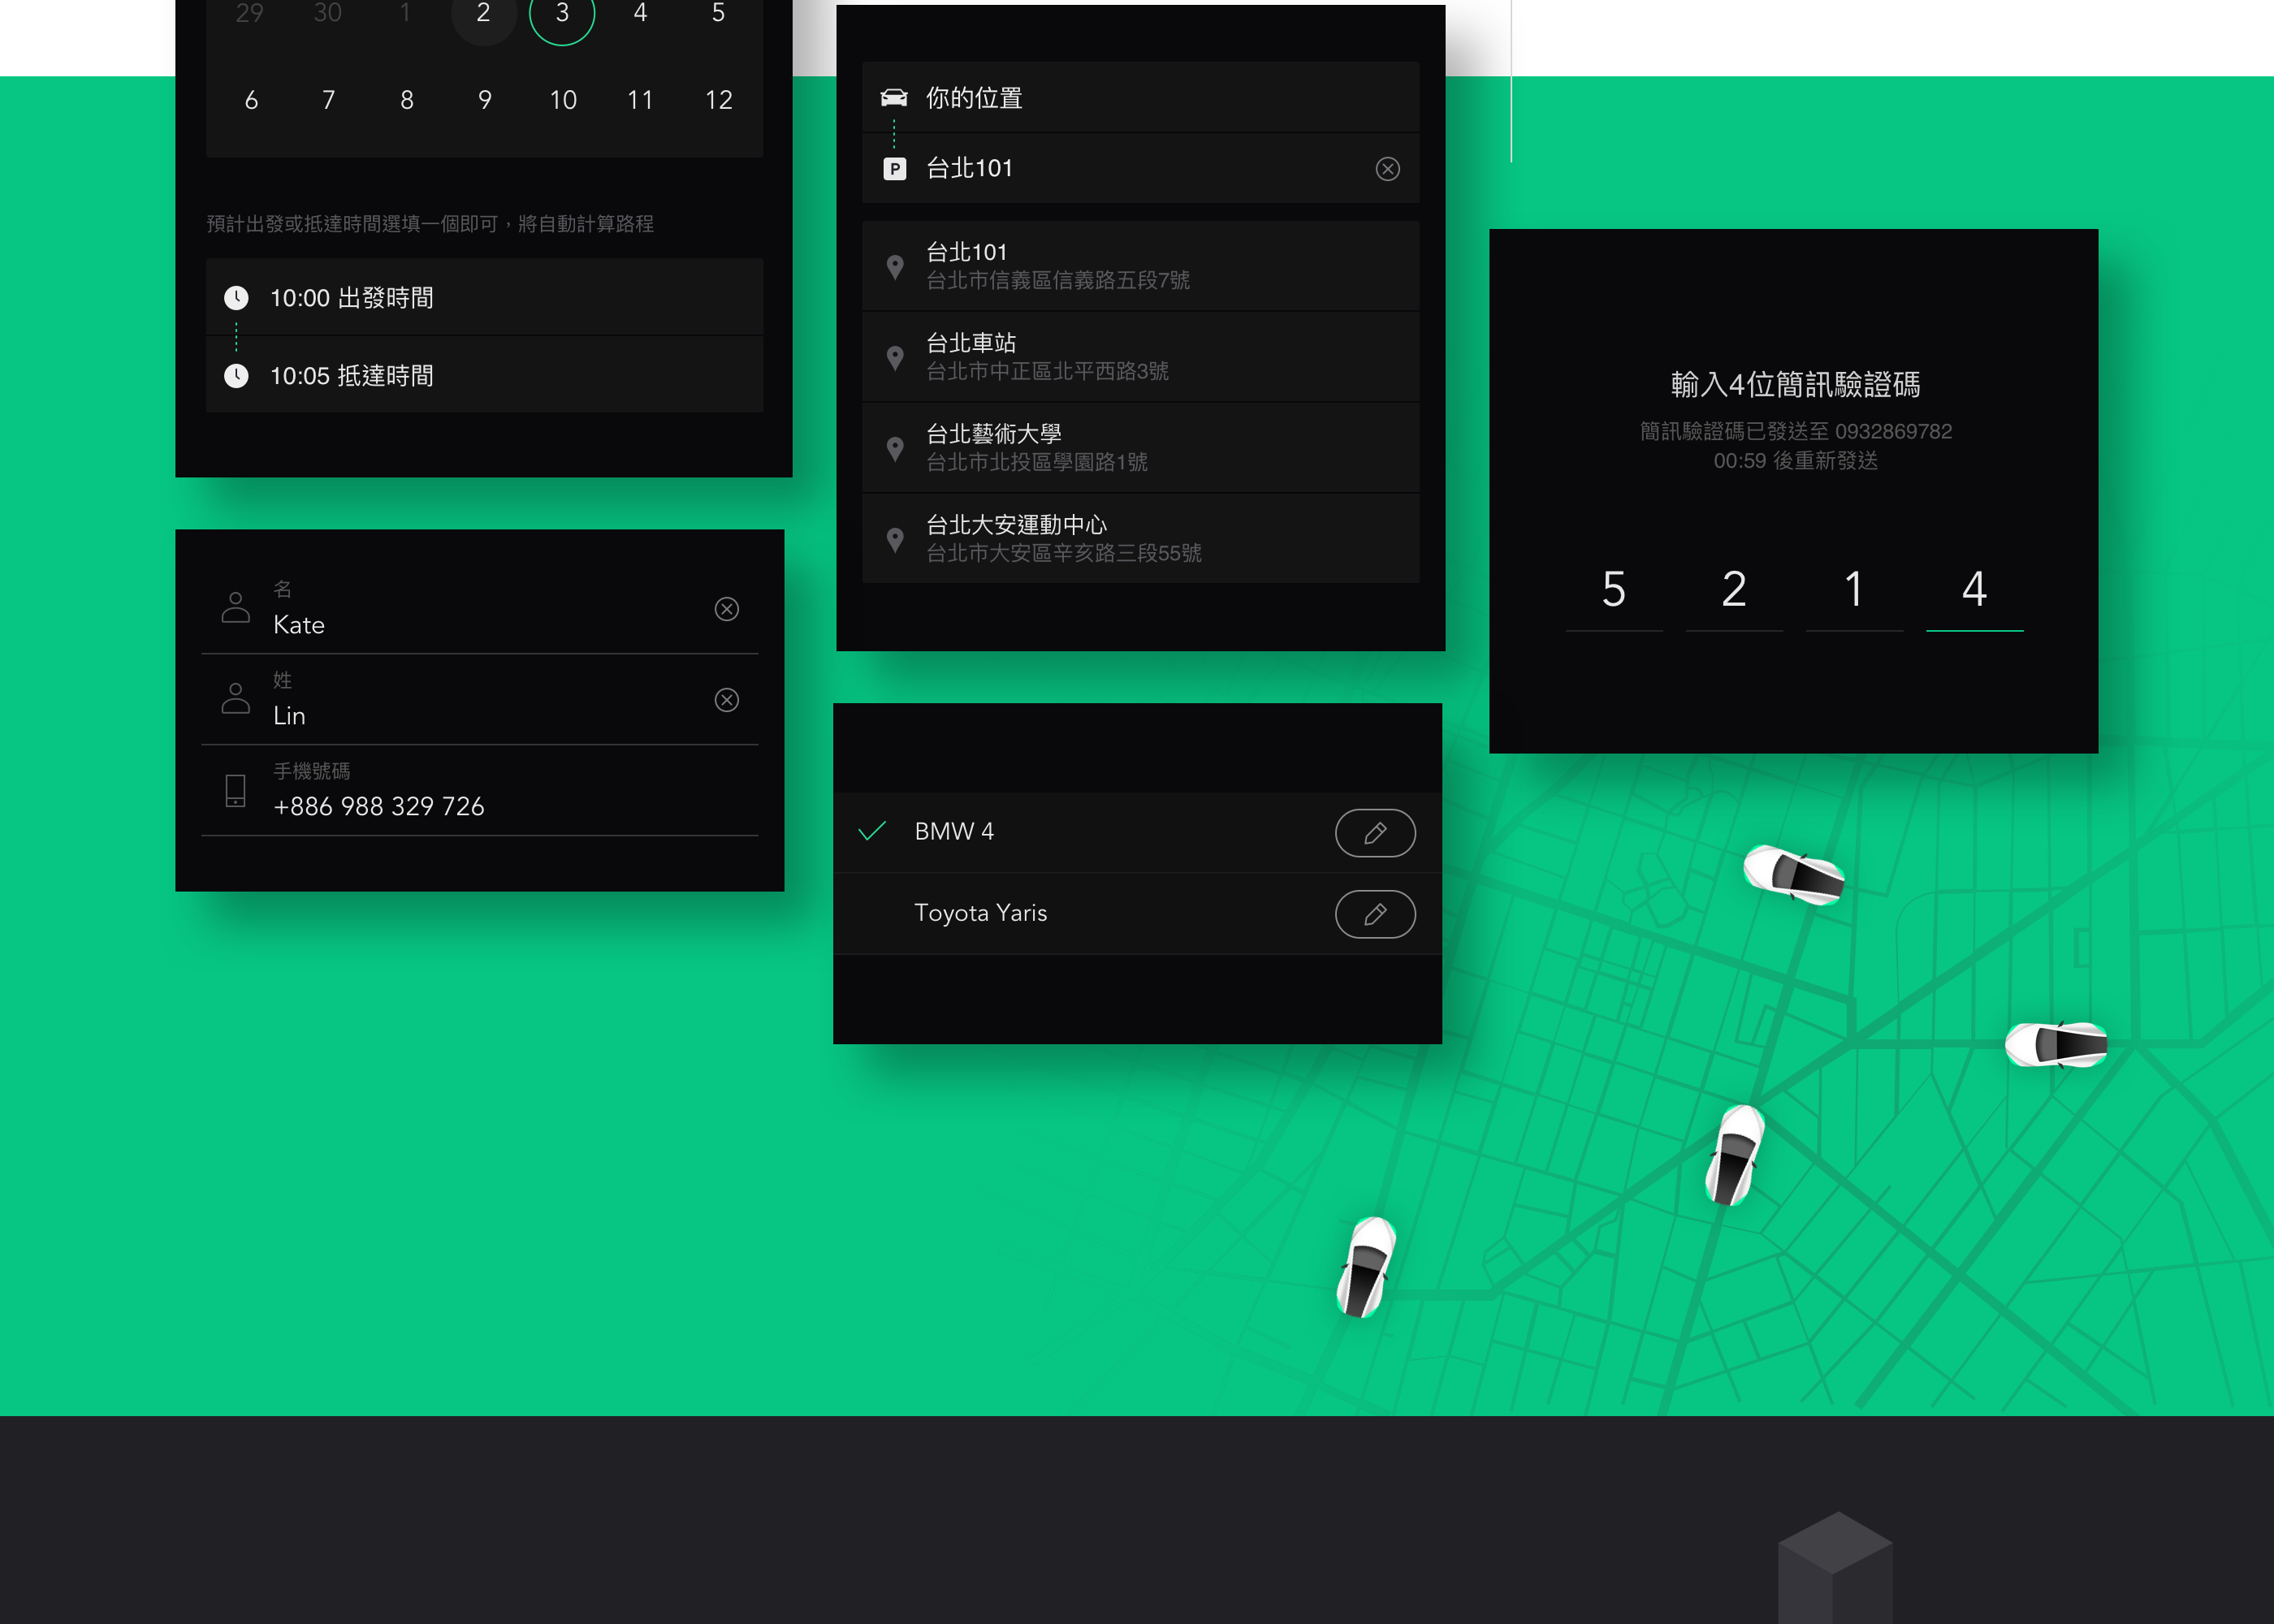 29 30 1 2 3 4 5
6 7 8 9 10 11 12
預計出發或抵達時間選填一個即可，將自動計算路程
10:00 出發時間
10:05 抵達時間
名
Kate
姓
Lin
手機號碼
+886 988 329 726
你的位置
P 台北101
台北101
台北市信義區信義路五段7號
台北車站
台北市中正區北平西路3號
台北藝術大學
台北市北投區學園路1號
台北大安運動中心
台北市大安區辛亥路三段55號
BMW 4
Toyota Yaris
輸入4位簡訊驗證碼
簡訊驗證碼已發送至 0932869782
00:59 後重新發送
5 2 1 4